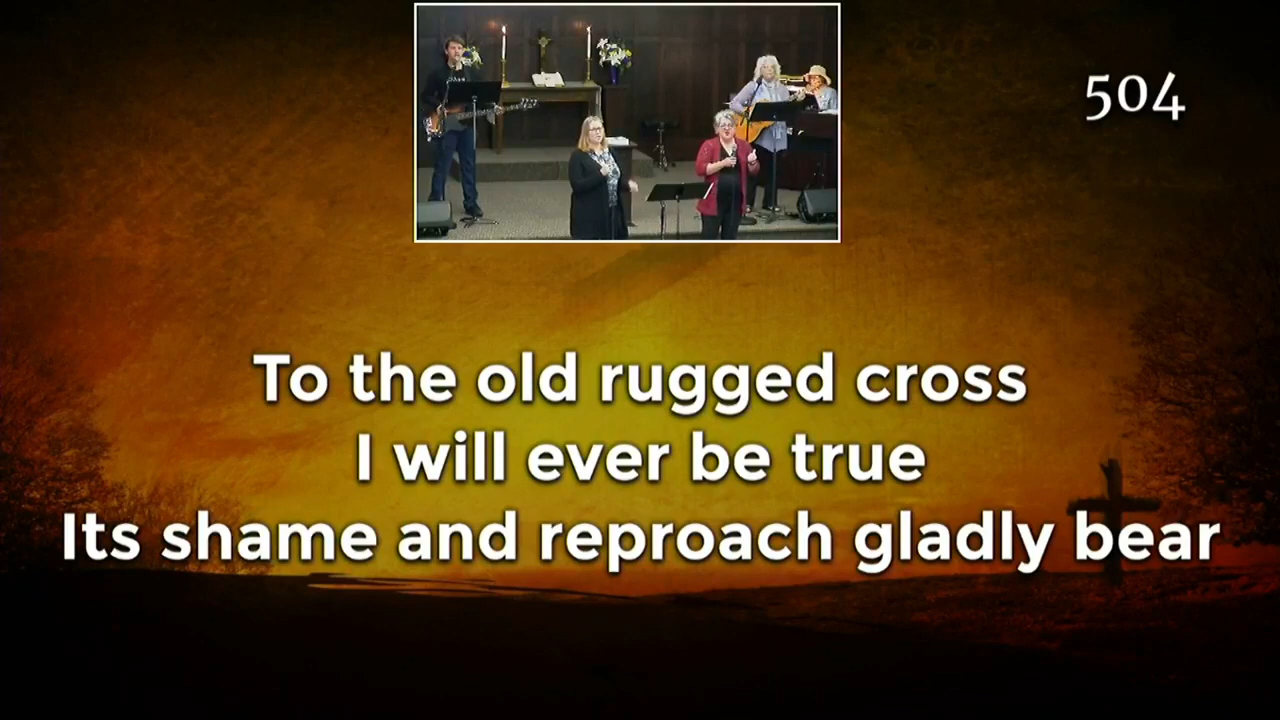 504
To the old rugged cross
I will ever be true
Its shame and reproach gladly bear